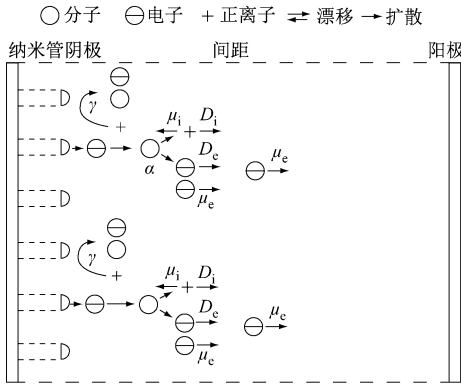 分子 电子 + 正离子 漂移 扩散
纳米管阴极 间距 阳极
γ + μi + Di
α De μe
μe
γ + μi + Di
De μe
μe